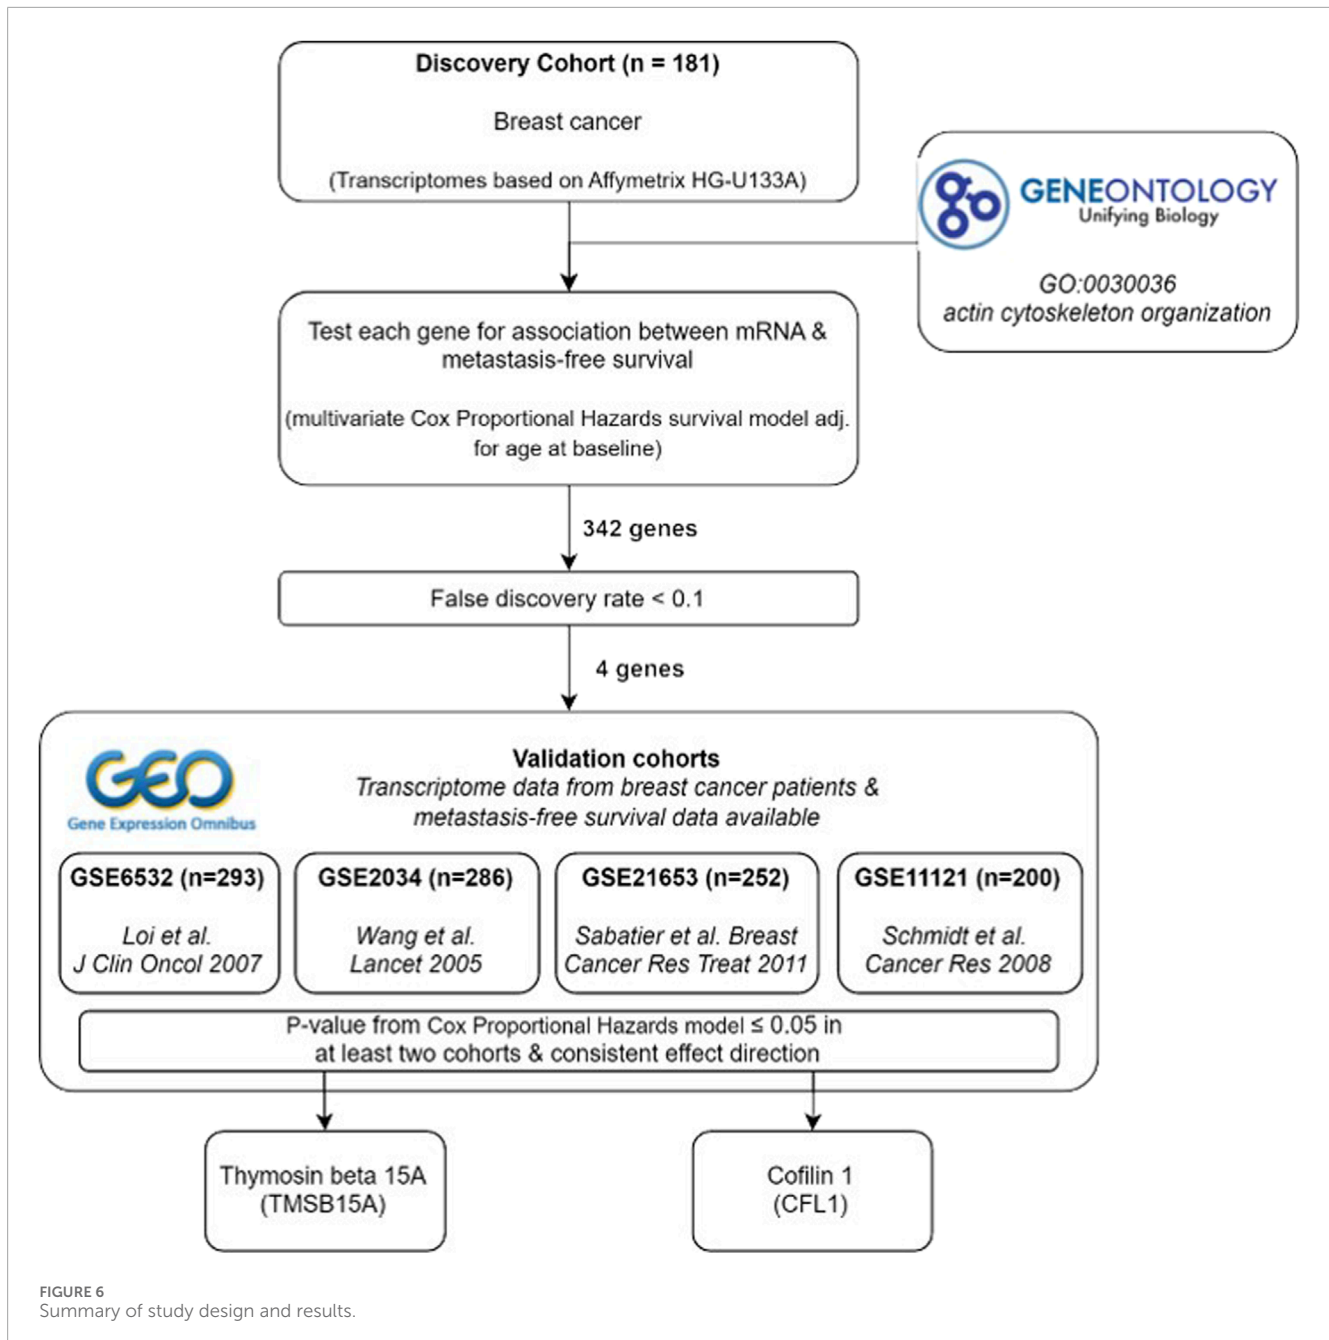 Discovery Cohort (n = 181)
Breast cancer
(Transcriptomes based on Affymetrix HG-U133A)
GENEONTOLOGY
Unifying Biology
GO:0030036
actin cytoskeleton organization
Test each gene for association between mRNA &
metastasis-free survival
(multivariate Cox Proportional Hazards survival model adj.
for age at baseline)
342 genes
False discovery rate < 0.1
4 genes
GEO
Gene Expression Omnibus
Validation cohorts
Transcriptome data from breast cancer patients &
metastasis-free survival data available
GSE6532 (n=293)
Loi et al.
J Clin Oncol 2007
GSE2034 (n=286)
Wang et al.
Lancet 2005
GSE21653 (n=252)
Sabatier et al. Breast
Cancer Res Treat 2011
GSE11121 (n=200)
Schmidt et al.
Cancer Res 2008
P-value from Cox Proportional Hazards model ≤ 0.05 in
at least two cohorts & consistent effect direction
Thymosin beta 15A
(TMSB15A)
Cofilin 1
(CFL1)
FIGURE 6
Summary of study design and results.